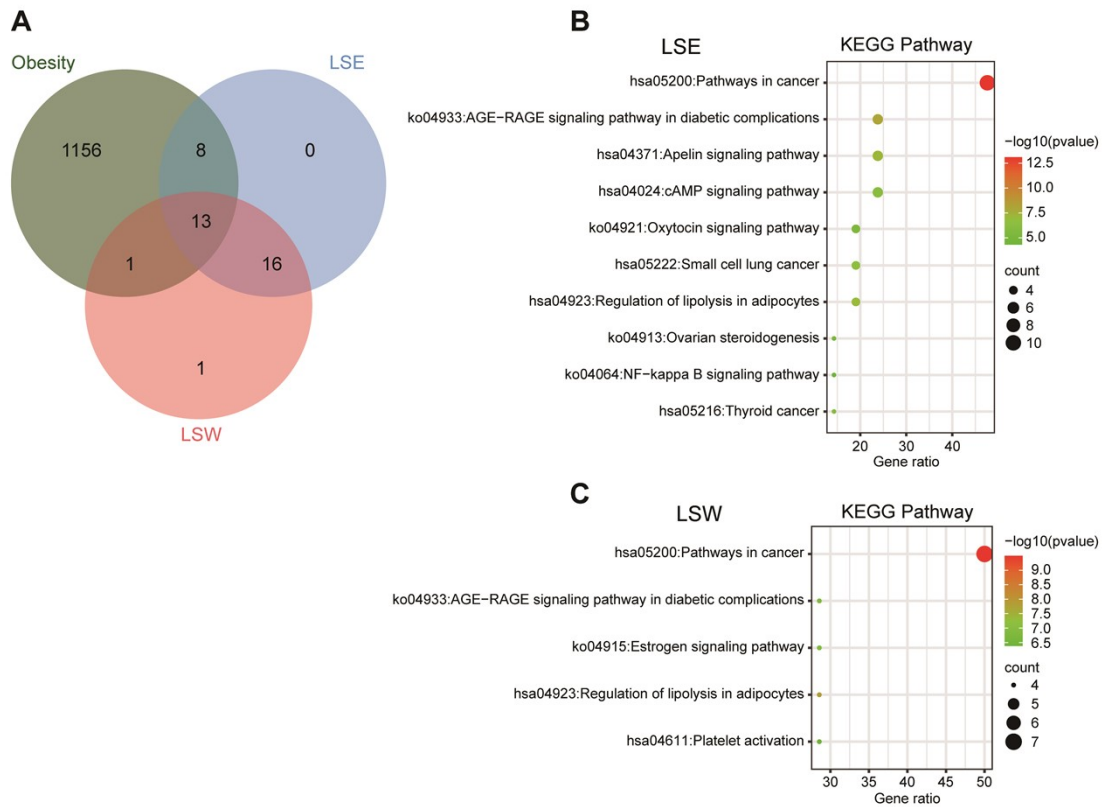 A
Obesity
LSE
1156
8
0
13
1
16
1
LSW
B
LSE
KEGG Pathway
hsa05200:Pathways in cancer
ko04933:AGE−RAGE signaling pathway in diabetic complications
hsa04371:Apelin signaling pathway
hsa04024:cAMP signaling pathway
ko04921:Oxytocin signaling pathway
hsa05222:Small cell lung cancer
hsa04923:Regulation of lipolysis in adipocytes
ko04913:Ovarian steroidogenesis
ko04064:NF-kappa B signaling pathway
hsa05216:Thyroid cancer
20 30 40
Gene ratio
−log10(pvalue)
12.5
10.0
7.5
5.0
count
4
6
8
10
C
LSW
KEGG Pathway
hsa05200:Pathways in cancer
ko04933:AGE−RAGE signaling pathway in diabetic complications
ko04915:Estrogen signaling pathway
hsa04923:Regulation of lipolysis in adipocytes
hsa04611:Platelet activation
30 35 40 45 50
Gene ratio
−log10(pvalue)
9.0
8.5
8.0
7.5
7.0
6.5
count
4
5
6
7